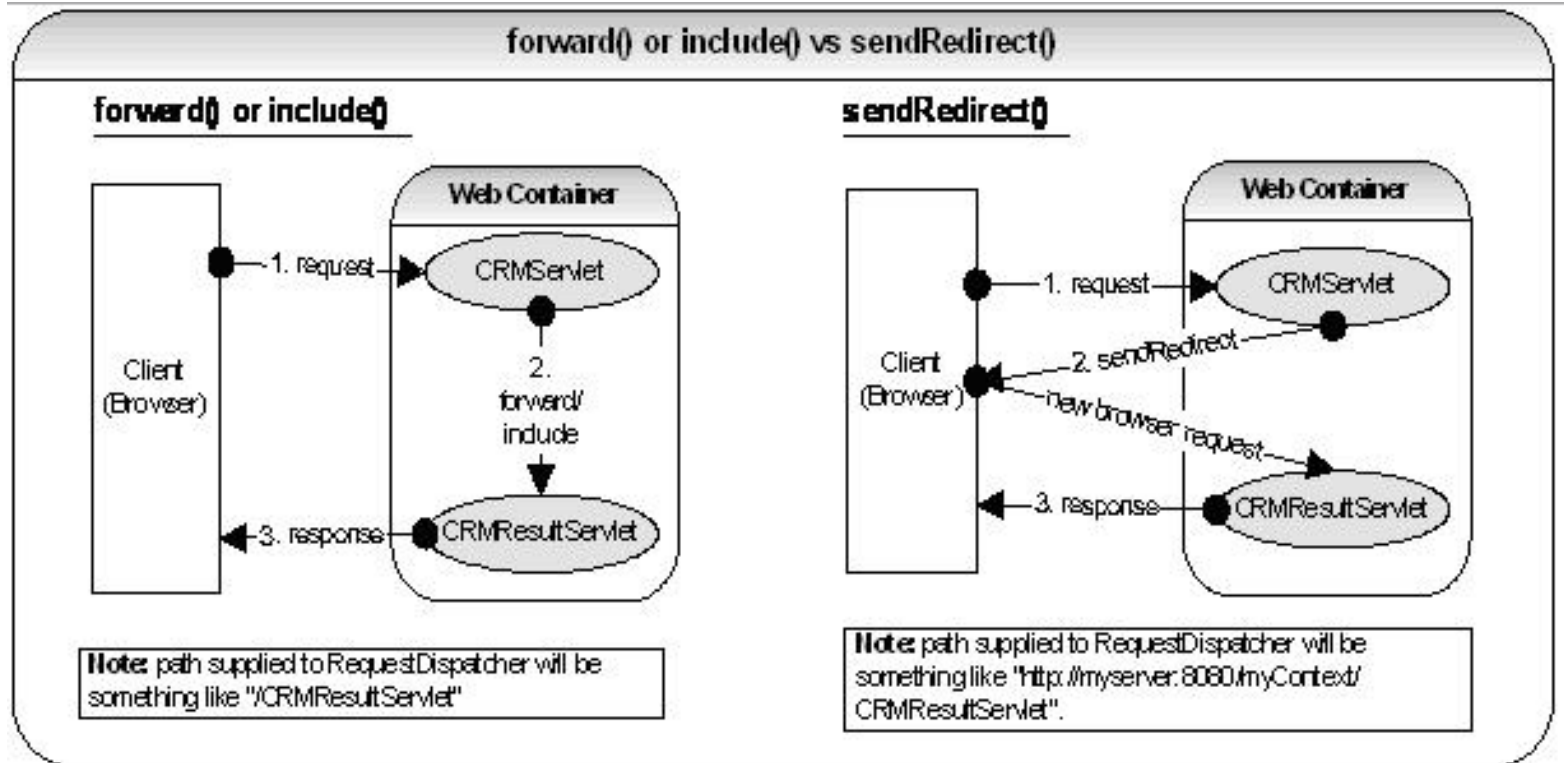 forward() or include() vs sendRedirect()
forward() or include()
Web Container
1. request
CRMServlet
Client
(Browser)
2.
forward/
include
3. response
CRMResultServlet
Note: path supplied to RequestDispatcher will be
something like "/CRMResultServlet"
sendRedirect()
Web Container
1. request
CRMServlet
2. sendRedirect
Client
(Browser)
new browser request
3. response
CRMResultServlet
Note: path supplied to RequestDispatcher will be
something like "http://myserver:8080/myContext/
CRMResultServlet".